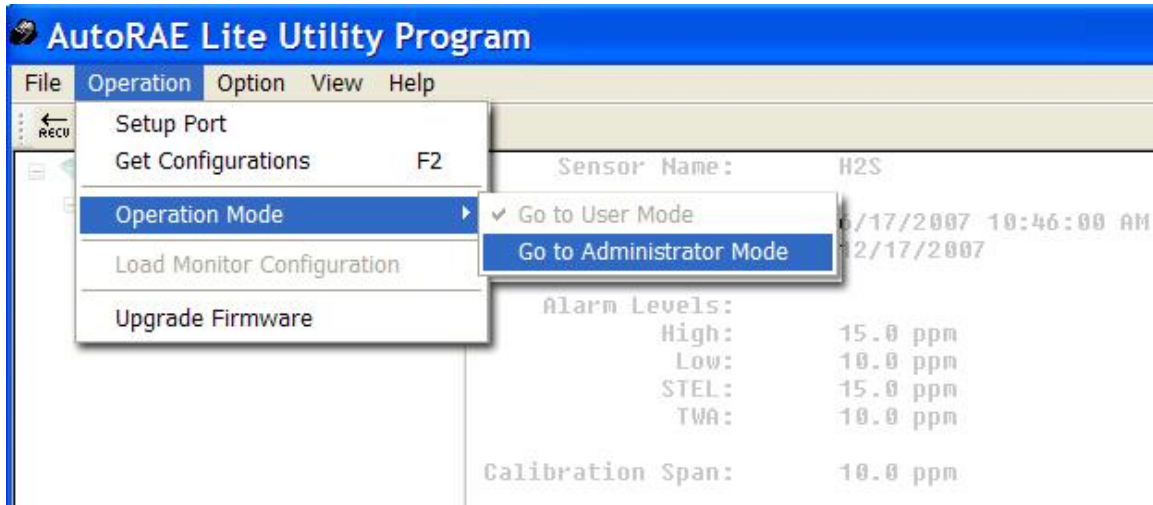 AutoRAE Lite Utility Program
File Operation Option View Help
RECV
Setup Port
Get Configurations F2
Operation Mode
Load Monitor Configuration
Upgrade Firmware
Go to User Mode
Go to Administrator Mode
Sensor Name: H2S
6/17/2007 10:46:00 AM
12/17/2007
Alarm Levels:
High: 15.0 ppm
Low: 10.0 ppm
STEL: 15.0 ppm
TWA: 10.0 ppm
Calibration Span: 10.0 ppm